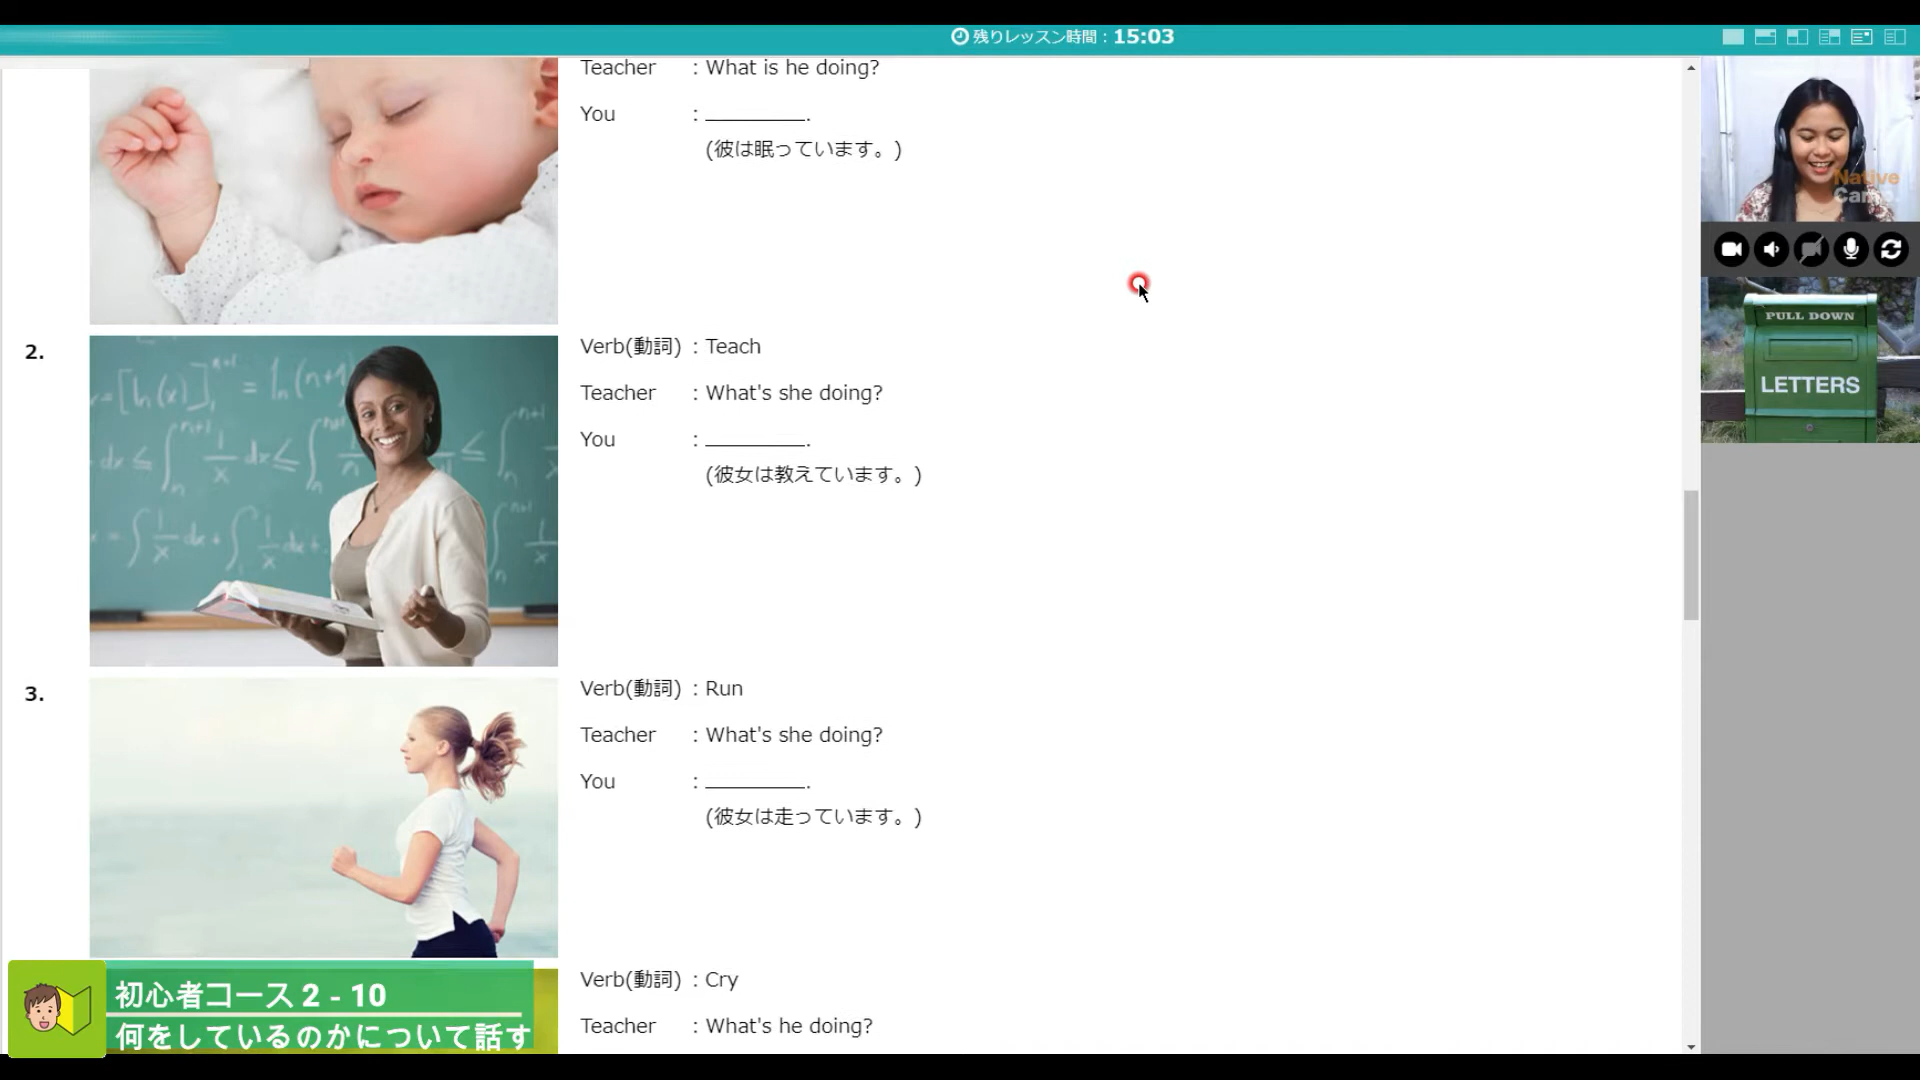 残りレッスン時間 : 15:03
Teacher : What is he doing?
You : ________.
(彼は眠っています。)
2.
Verb(動詞) : Teach
Teacher : What's she doing?
You : ________.
(彼女は教えています。)
3.
Verb(動詞) : Run
Teacher : What's she doing?
You : ________.
(彼女は走っています。)
Verb(動詞) : Cry
Teacher : What's he doing?
初心者コース 2 - 10
何をしているのかについて話す
Native
Camp.
PULL DOWN
LETTERS